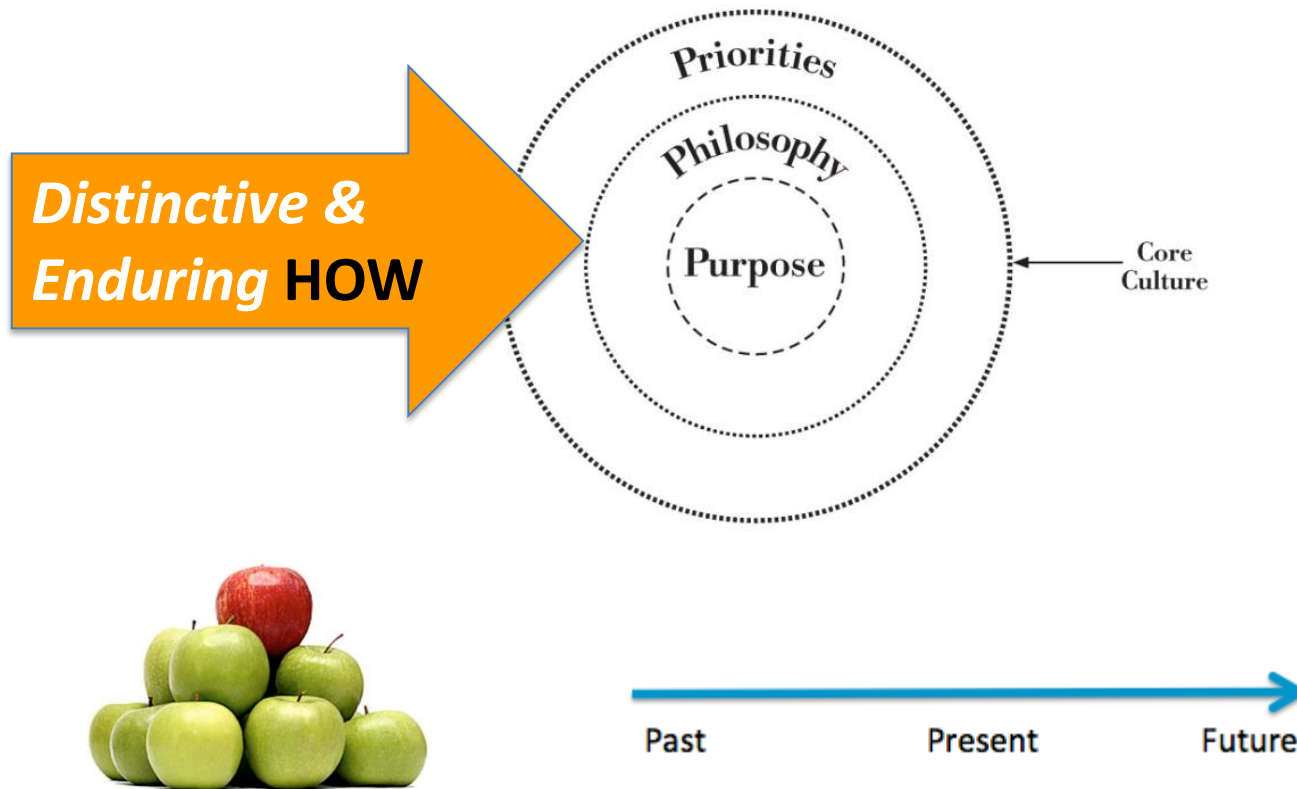 Priorities
Philosophy
Distinctive &
Enduring HOW
Purpose
Core
Culture
Past Present Future